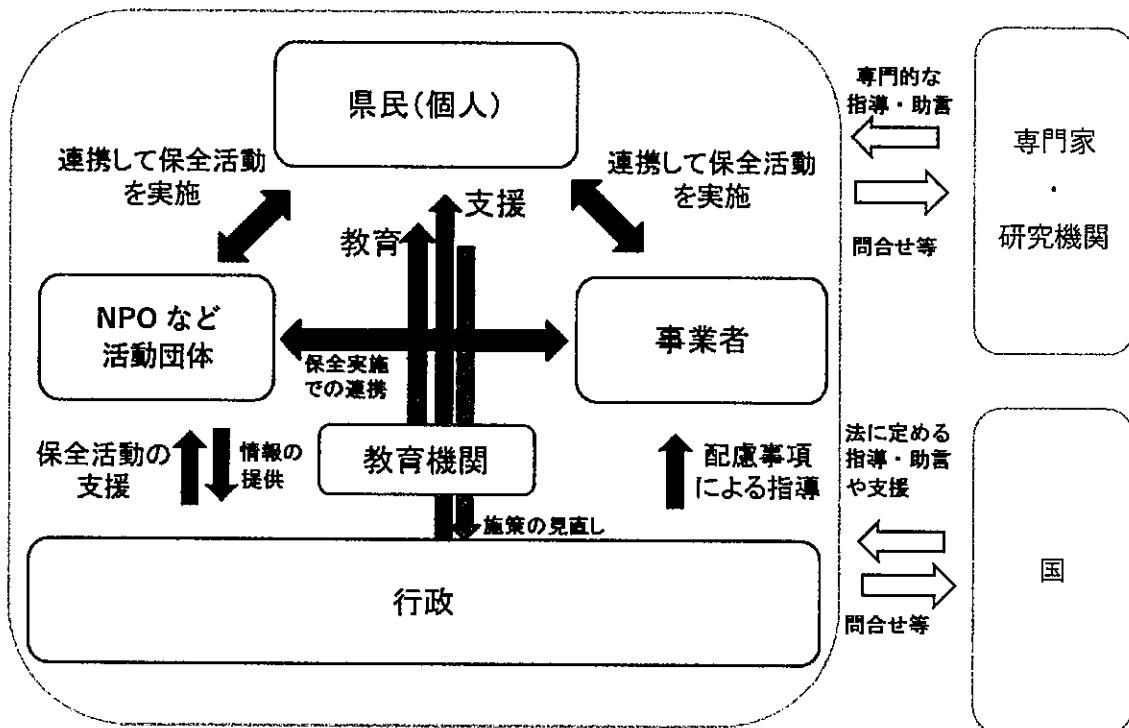 県民(個人)
専門的な
指導・助言
専門家
・
研究機関
問合せ等
連携して保全活動
を実施
連携して保全活動
を実施
支援
教育
NPO など
活動団体
事業者
保全実施
での連携
保全活動の
支援
情報の
提供
教育機関
配慮事項
による指導
法に定める
指導・助言
や支援
施策の見直し
行政
国
問合せ等